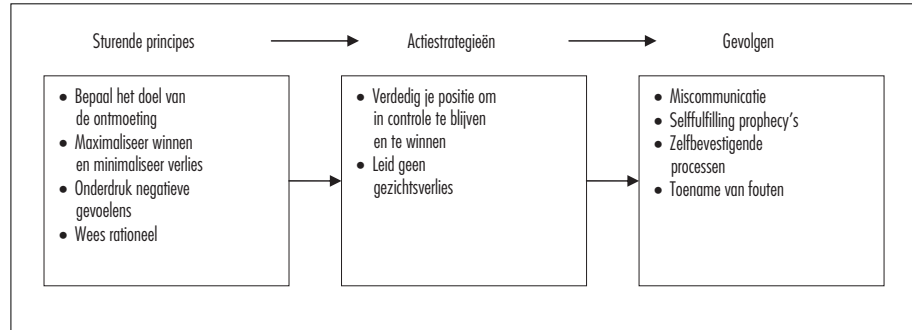 Sturende principes
Actiestrategieën
Gevolgen
• Bepaal het doel van
de ontmoeting
• Maximaliseer winnen
en minimaliseer verlies
• Onderdruk negatieve
gevoelens
• Wees rationeel
• Verdedig je positie om
in controle te blijven
en te winnen
• Leid geen
gezichtsverlies
• Miscommunicatie
• Selffulfilling prophecy's
• Zelfbevestigende
processen
• Toename van fouten